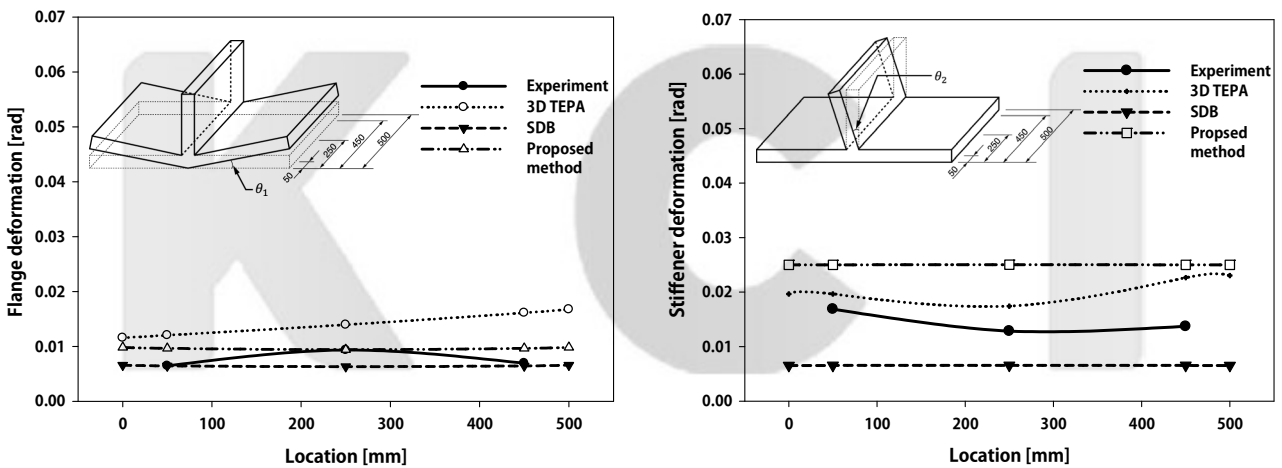 0.07
0.06
0.05
0.04
0.03
0.02
0.01
0.00
Flange deformation [rad]
0 100 200 300 400 500
Location [mm]
Experiment
3D TEPA
SDB
Proposed
method
θ1
50
250
450
500
0.07
0.06
0.05
0.04
0.03
0.02
0.01
0.00
Stiffener deformation [rad]
0 100 200 300 400 500
Location [mm]
Experiment
3D TEPA
SDB
Propsed
method
θ2
50
250
450
500
KCI